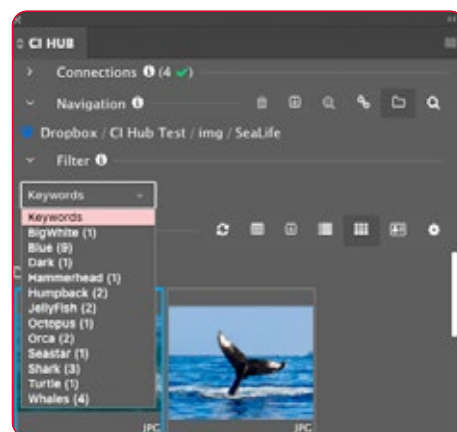 CI HUB
Connections (4 ✔)
Navigation
Dropbox / CI Hub Test / img / SeaLife
Filter
Keywords
Keywords
BigWhite (1)
Blue (9)
Dark (1)
Hammerhead (1)
Humpback (2)
JellyFish (2)
Octopus (1)
Orca (2)
Seastar (1)
Shark (3)
Turtle (1)
Whales (4)
JPG
JPG